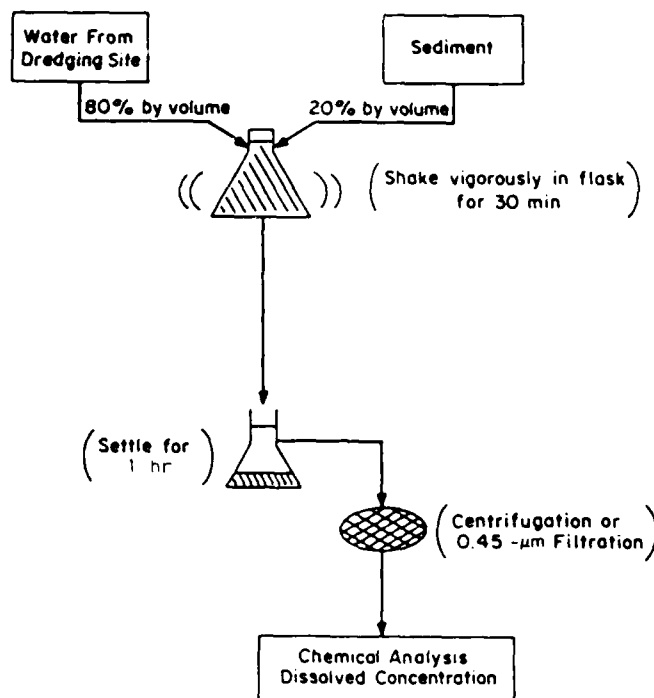 Water From
Dredging Site
Sediment
80% by volume
20% by volume
(Shake vigorously in flask
for 30 min)
(Settle for
1 hr)
(Centrifugation or
0.45-μm Filtration)
Chemical Analysis
Dissolved Concentration